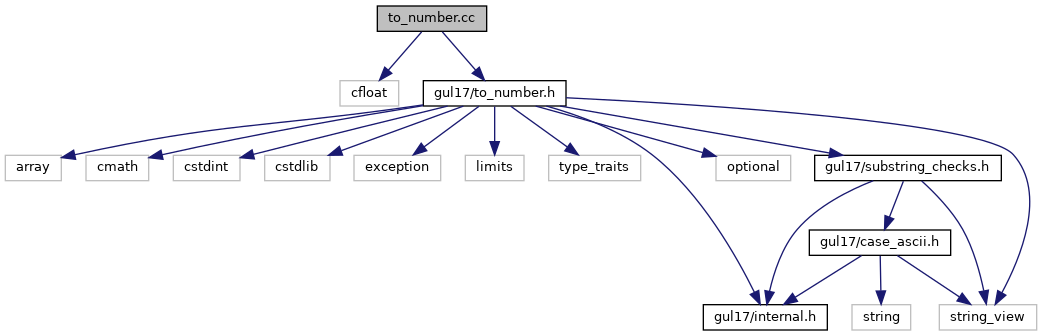 to_number.cc
cfloat
gul17/to_number.h
array
cmath
cstdint
cstdlib
exception
limits
type_traits
optional
gul17/substring_checks.h
gul17/case_ascii.h
gul17/internal.h
string
string_view